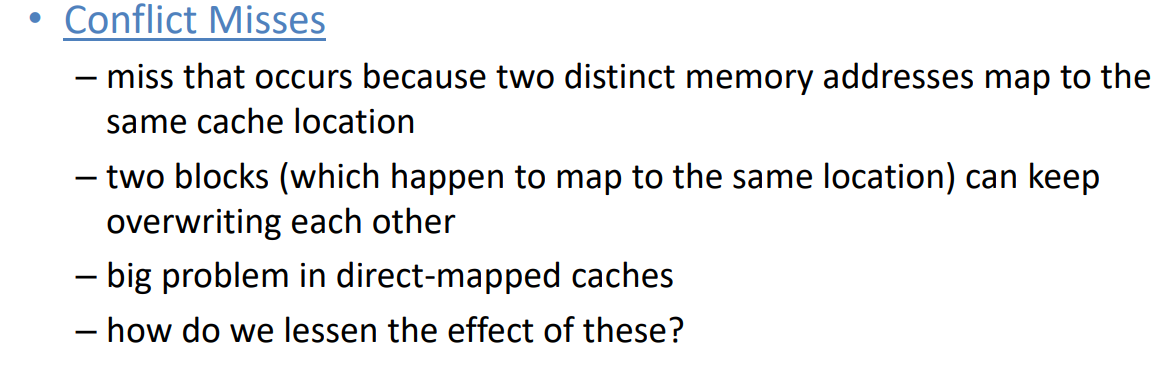 • Conflict Misses
– miss that occurs because two distinct memory addresses map to the
same cache location
– two blocks (which happen to map to the same location) can keep
overwriting each other
– big problem in direct-mapped caches
– how do we lessen the effect of these?